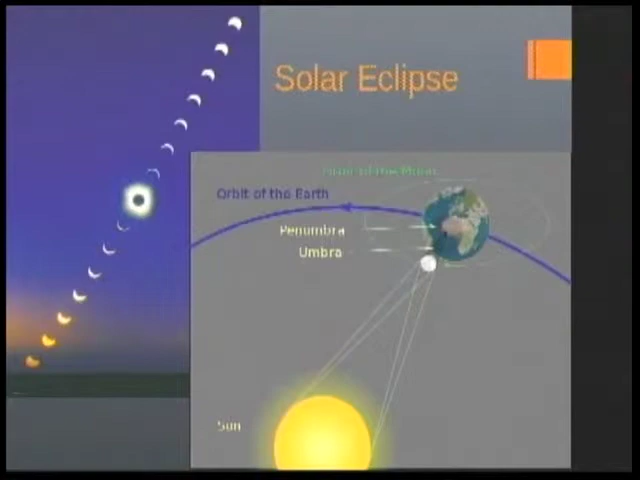 Solar Eclipse
Orbit of the Moon
Orbit of the Earth
Penumbra
Umbra
Sun